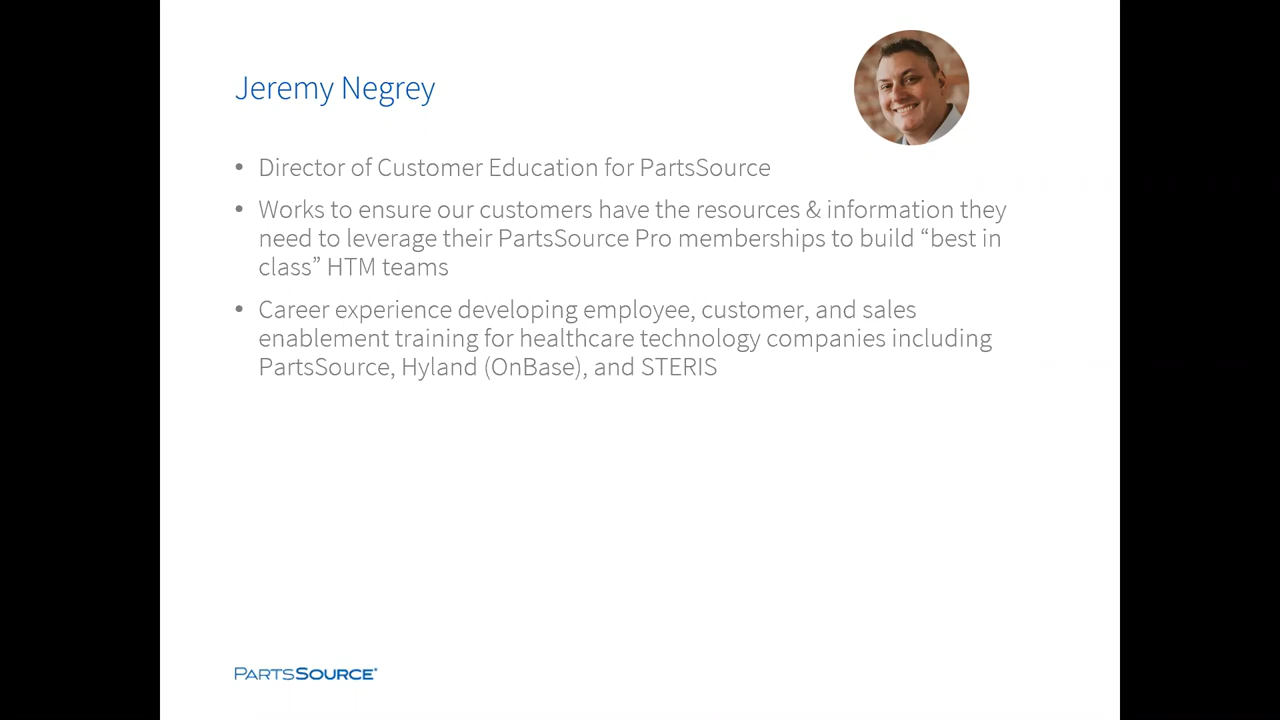 Jeremy Negrey
• Director of Customer Education for PartsSource
• Works to ensure our customers have the resources & information they
need to leverage their PartsSource Pro memberships to build “best in
class” HTM teams
• Career experience developing employee, customer, and sales
enablement training for healthcare technology companies including
PartsSource, Hyland (OnBase), and STERIS
PARTSSOURCE